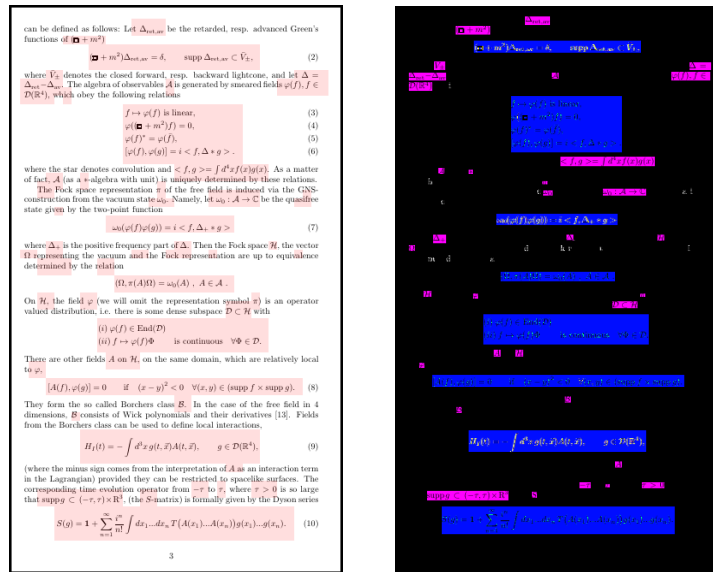 can be defined as follows: Let Δ_ret,av be the retarded, resp. advanced Green's
functions of (□ + m²)
(□ + m²)Δ_ret,av = δ,    supp Δ_ret,av ⊂ V̄_±,    (2)
where V̄_± denotes the closed forward, resp. backward lightcone, and let Δ =
Δ_ret − Δ_av. The algebra of observables 𝒜 is generated by smeared fields φ(f), f ∈
𝒟(ℝ⁴), which obey the following relations
f ↦ φ(f) is linear,    (3)
φ((□ + m²)f) = 0,    (4)
φ(f)* = φ(f̄),    (5)
[φ(f), φ(g)] = i < f, Δ * g > .    (6)
where the star denotes convolution and < f, g >= ∫ d⁴x f(x)g(x). As a matter
of fact, 𝒜 (as a *-algebra with unit) is uniquely determined by these relations.
The Fock space representation π of the free field is induced via the GNS-
construction from the vacuum state ω₀. Namely, let ω₀ : 𝒜 → ℂ be the quasifree
state given by the two-point function
ω₀(φ(f)φ(g)) = i < f, Δ₊ * g >    (7)
where Δ₊ is the positive frequency part of Δ. Then the Fock space ℋ, the vector
Ω representing the vacuum and the Fock representation are up to equivalence
determined by the relation
(Ω, π(A)Ω) = ω₀(A) , A ∈ 𝒜 .
On ℋ, the field φ (we will omit the representation symbol π) is an operator
valued distribution, i.e. there is some dense subspace 𝒟 ⊂ ℋ with
(i) φ(f) ∈ End(𝒟)
(ii) f ↦ φ(f)Φ    is continuous ∀Φ ∈ 𝒟.
There are other fields A on ℋ, on the same domain, which are relatively local
to φ,
[A(f), φ(g)] = 0    if    (x − y)² < 0 ∀(x, y) ∈ (supp f × supp g).    (8)
They form the so called Borchers class ℬ. In the case of the free field in 4
dimensions, ℬ consists of Wick polynomials and their derivatives [13]. Fields
from the Borchers class can be used to define local interactions,
H_I(t) = − ∫ d³x g(t, x⃗)A(t, x⃗),    g ∈ 𝒟(ℝ⁴),    (9)
(where the minus sign comes from the interpretation of A as an interaction term
in the Lagrangian) provided they can be restricted to spacelike surfaces. The
corresponding time evolution operator from −τ to τ, where τ > 0 is so large
that supp g ⊂ (−τ, τ) × ℝ³, (the S-matrix) is formally given by the Dyson series
S(g) = 1 + ∑_{n=1}^{∞} iⁿ/n! ∫ dx₁...dxₙ T(A(x₁)...A(xₙ))g(x₁)...g(xₙ).    (10)
3